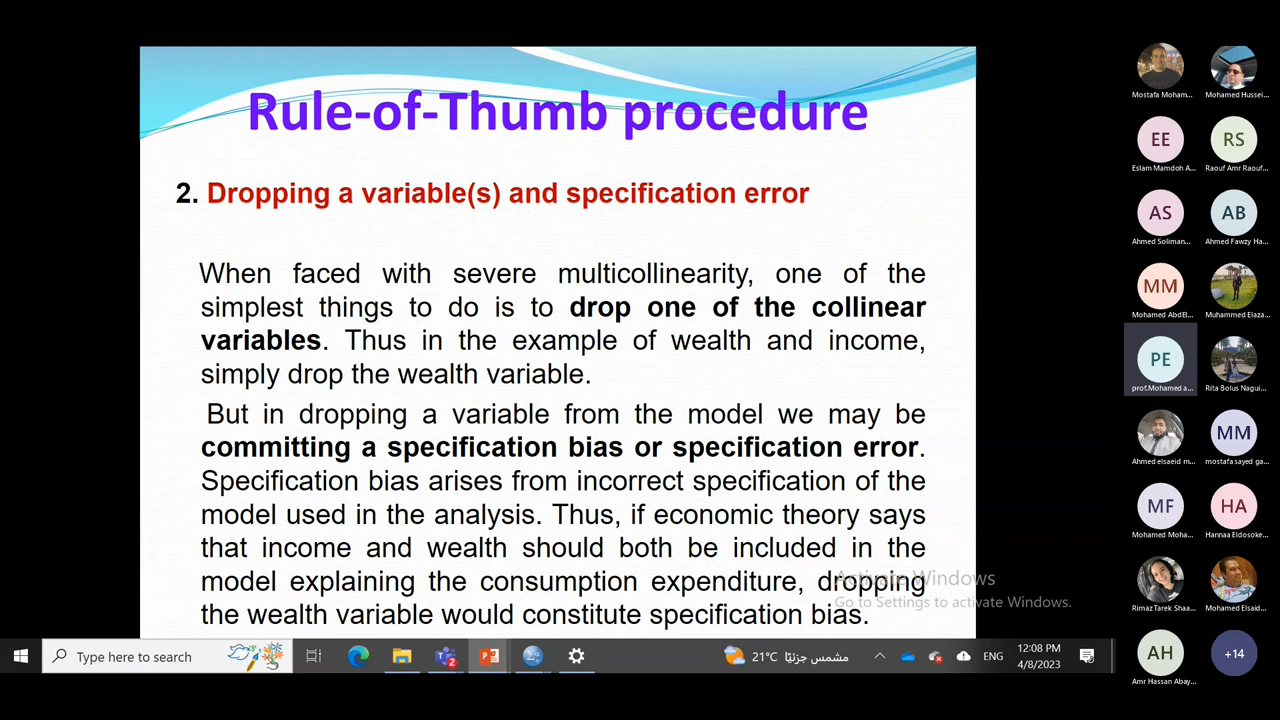 Rule-of-Thumb procedure
2. Dropping a variable(s) and specification error
When faced with severe multicollinearity, one of the
simplest things to do is to drop one of the collinear
variables. Thus in the example of wealth and income,
simply drop the wealth variable.
But in dropping a variable from the model we may be
committing a specification bias or specification error.
Specification bias arises from incorrect specification of the
model used in the analysis. Thus, if economic theory says
that income and wealth should both be included in the
model explaining the consumption expenditure, dropping
the wealth variable would constitute specification bias.
Activate Windows
Go to Settings to activate Windows.
Mostafa Moham...
Mohamed Hussei...
EE
RS
Eslam Mamdoh A...
Raouf Amr Raouf...
AS
AB
Ahmed Soliman...
Ahmed Fawzy Ha...
MM
Mohamed AbdEl...
Muhammed Elaza...
PE
prof.Mohamed a...
Rita Bolus Nagui...
MM
Ahmed elsaeid m...
mostafa sayed ga...
MF
HA
Mohamed Moha...
Hannaa Eldosoke...
Rimaz Tarek Shaa...
Mohamed Elsaid...
AH
+14
Amr Hassan Abay...
Type here to search
2
21°C مشمس جزئيًا
ENG
12:08 PM
4/8/2023